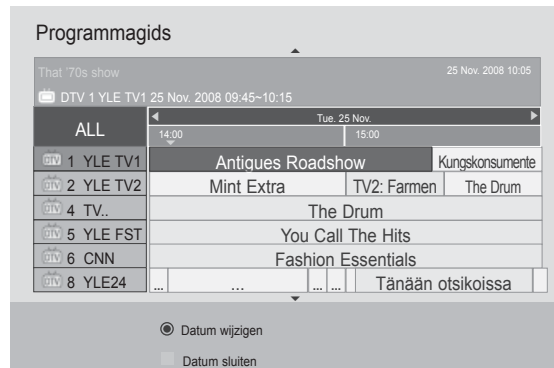 Programmagids
That '70s show 25 Nov. 2008 10:05
DTV 1 YLE TV1 25 Nov. 2008 09:45~10:15
ALL
Tue. 25 Nov.
14:00 15:00
DTV 1 YLE TV1 Antiques Roadshow Kungskonsumente
DTV 2 YLE TV2 Mint Extra TV2: Farmen The Drum
DTV 4 TV.. The Drum
DTV 5 YLE FST You Call The Hits
DTV 6 CNN Fashion Essentials
DTV 8 YLE24 ... ... ... ... Tänään otsikoissa
Datum wijzigen
Datum sluiten